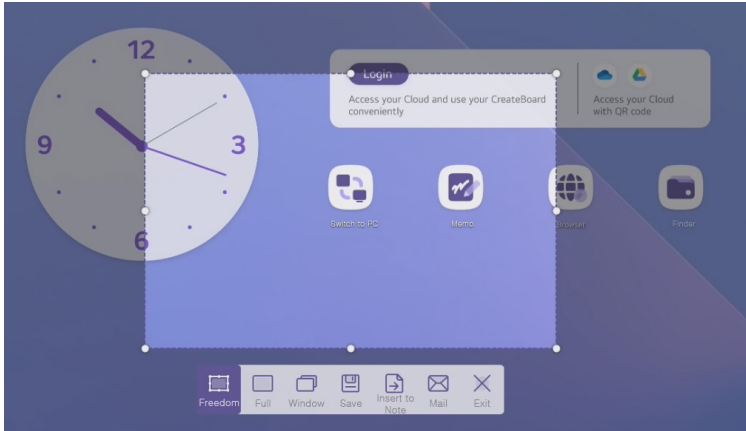 12
9
3
6
Login
Access your Cloud and use your CreateBoard
conveniently
Access your Cloud
with QR code
Switch to PC
Memo
Browser
Finder
Freedom
Full
Window
Save
Insert to
Note
Mail
Exit